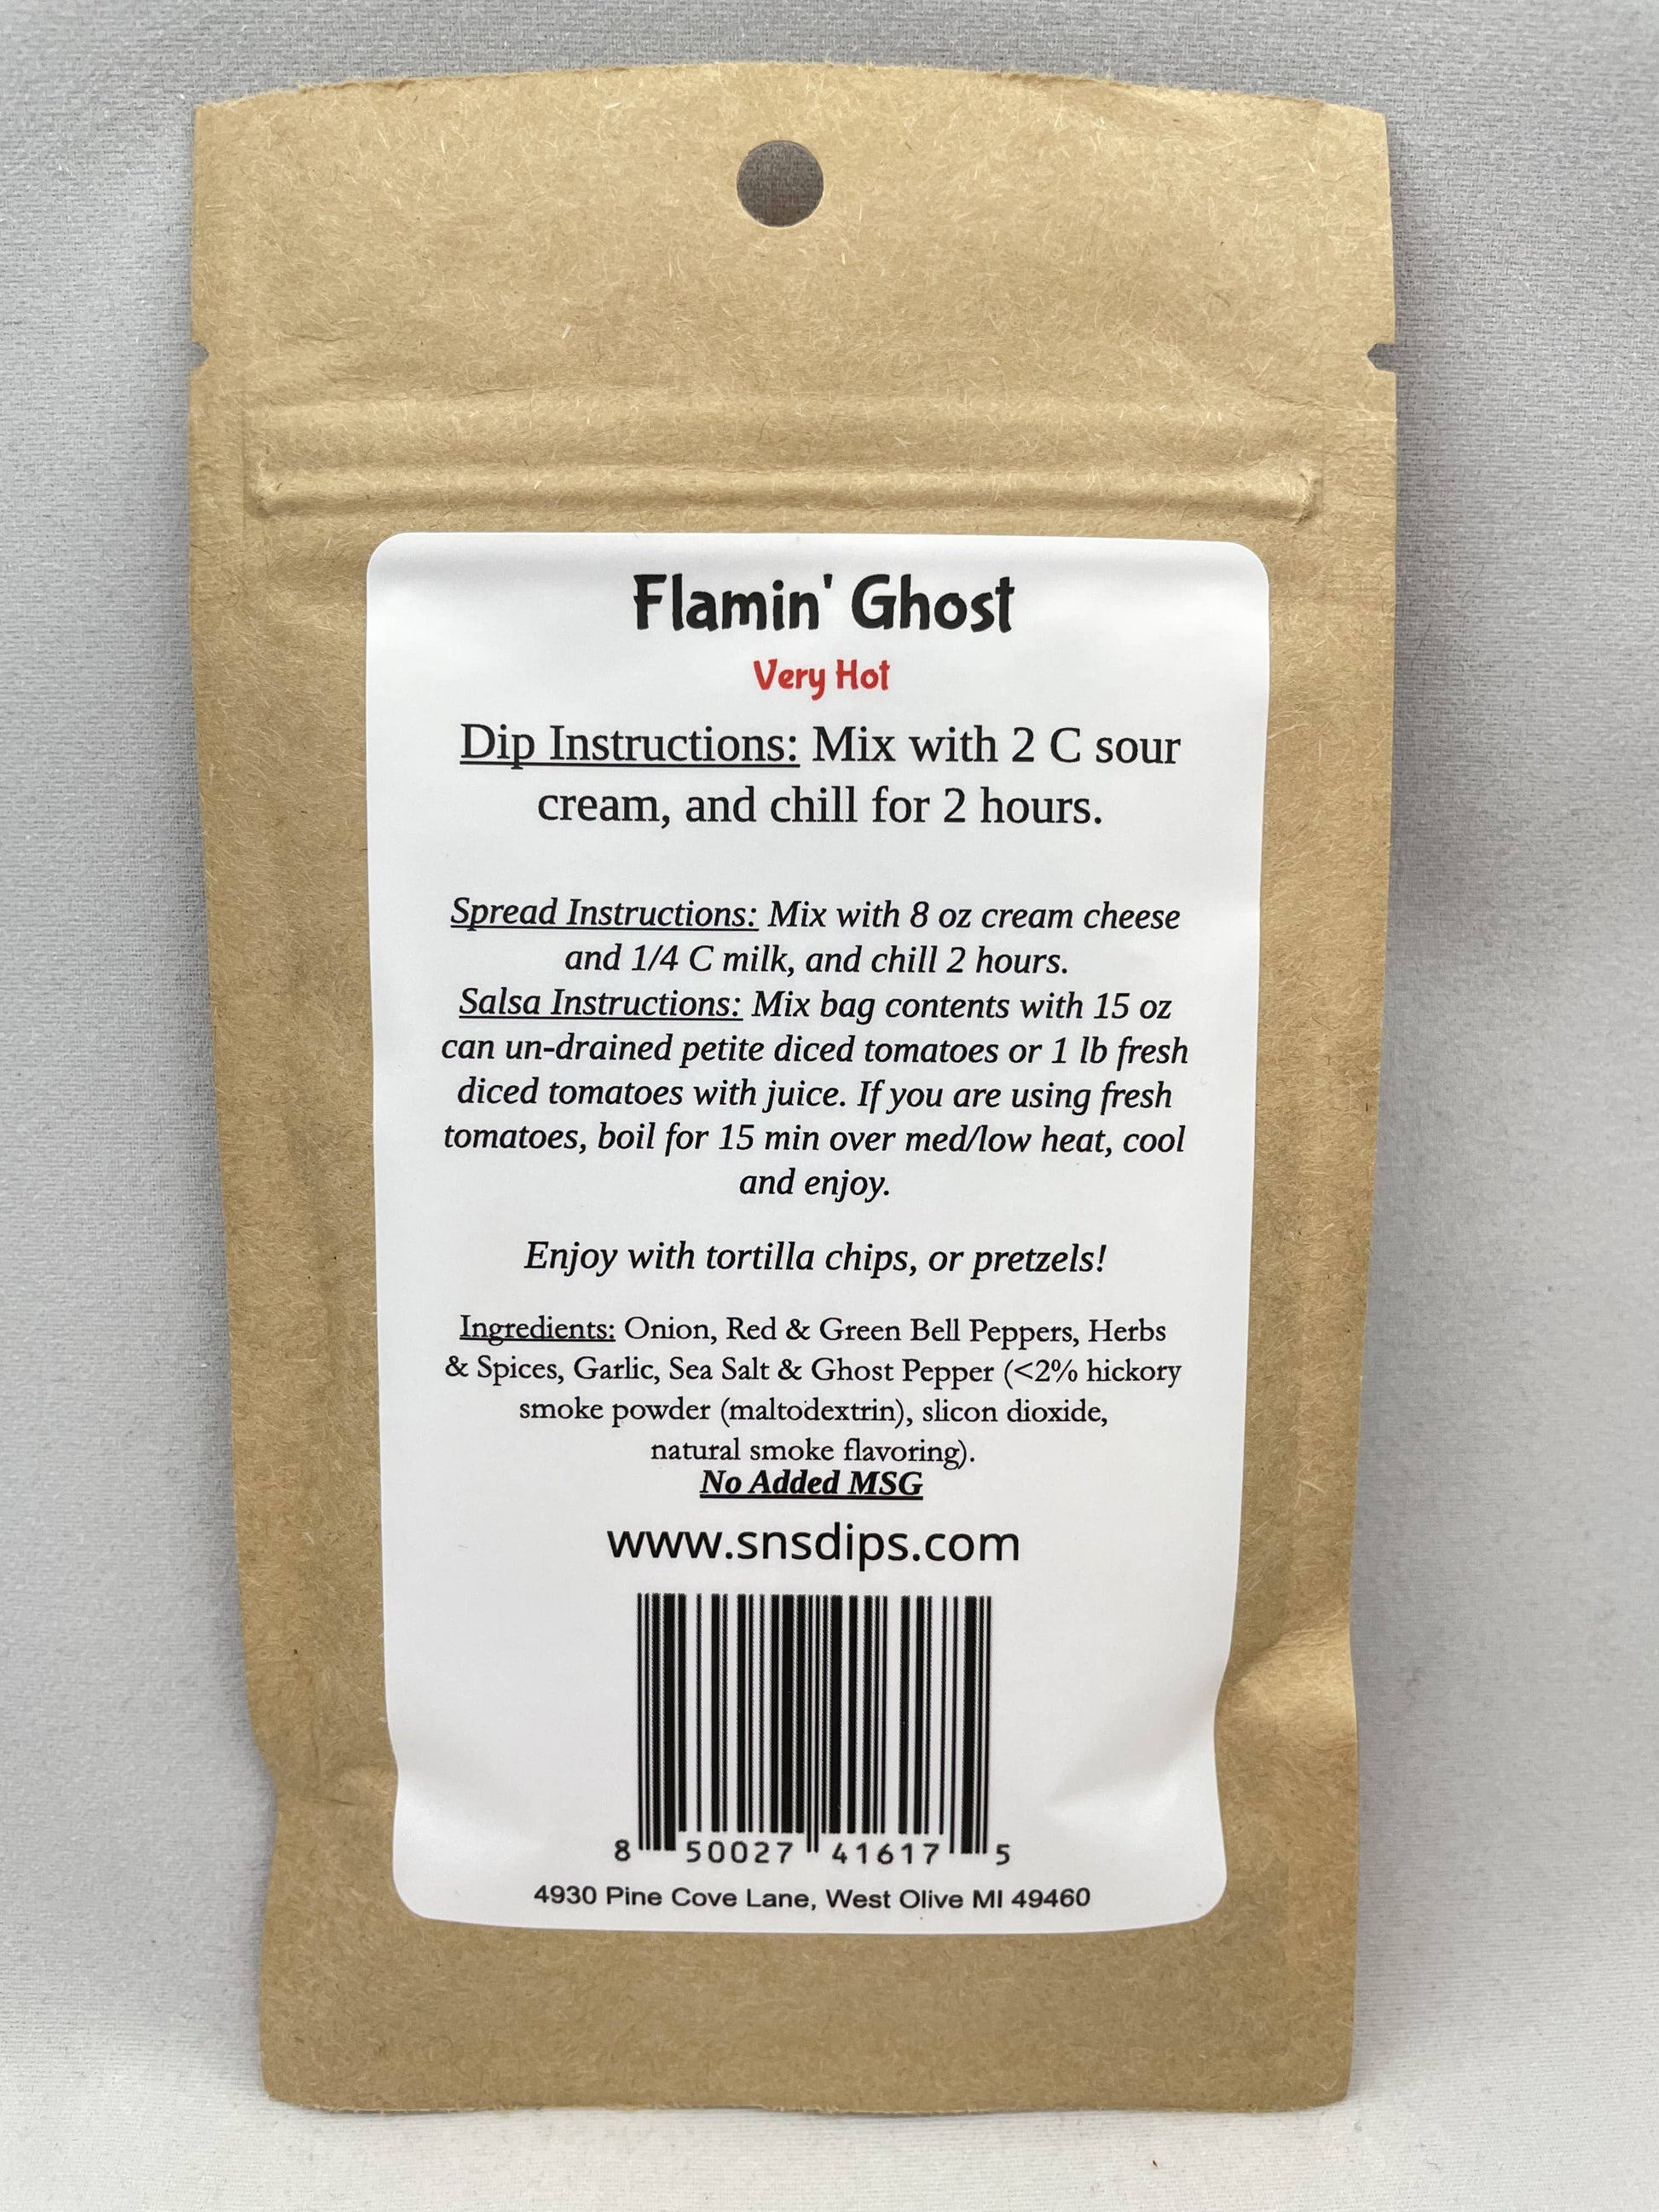 Flamin' Ghost
Very Hot
Dip Instructions: Mix with 2 C sour
cream, and chill for 2 hours.
Spread Instructions: Mix with 8 oz cream cheese
and 1/4 C milk, and chill 2 hours.
Salsa Instructions: Mix bag contents with 15 oz
can un-drained petite diced tomatoes or 1 lb fresh
diced tomatoes with juice. If you are using fresh
tomatoes, boil for 15 min over med/low heat, cool
and enjoy.
Enjoy with tortilla chips, or pretzels!
Ingredients: Onion, Red & Green Bell Peppers, Herbs
& Spices, Garlic, Sea Salt & Ghost Pepper (<2% hickory
smoke powder (maltodextrin), slicon dioxide,
natural smoke flavoring).
No Added MSG
www.snsdips.com
8 50027 41617 5
4930 Pine Cove Lane, West Olive MI 49460